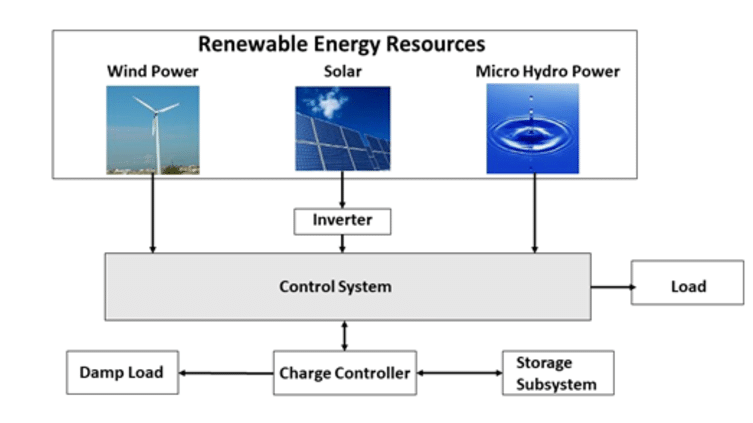 Renewable Energy Resources
Wind Power
Solar
Micro Hydro Power
Inverter
Control System
Load
Damp Load
Charge Controller
Storage
Subsystem